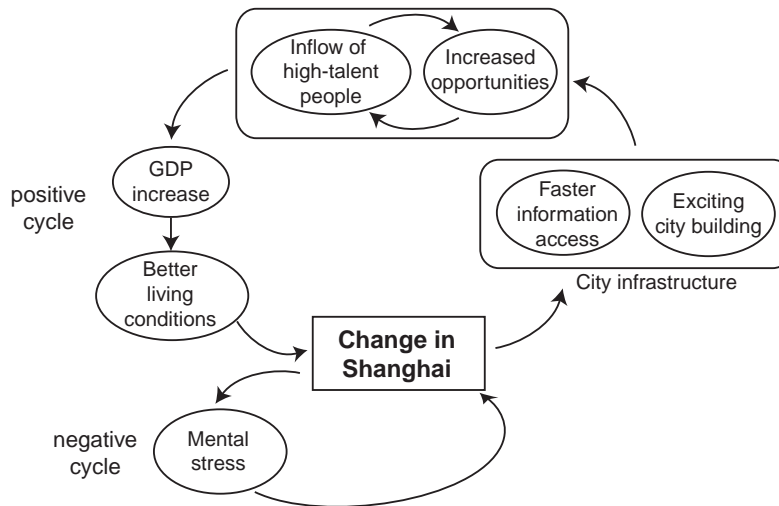 Inflow of
high-talent
people
Increased
opportunities
GDP
increase
positive
cycle
Faster
information
access
Exciting
city building
City infrastructure
Better
living
conditions
Change in
Shanghai
negative
cycle
Mental
stress